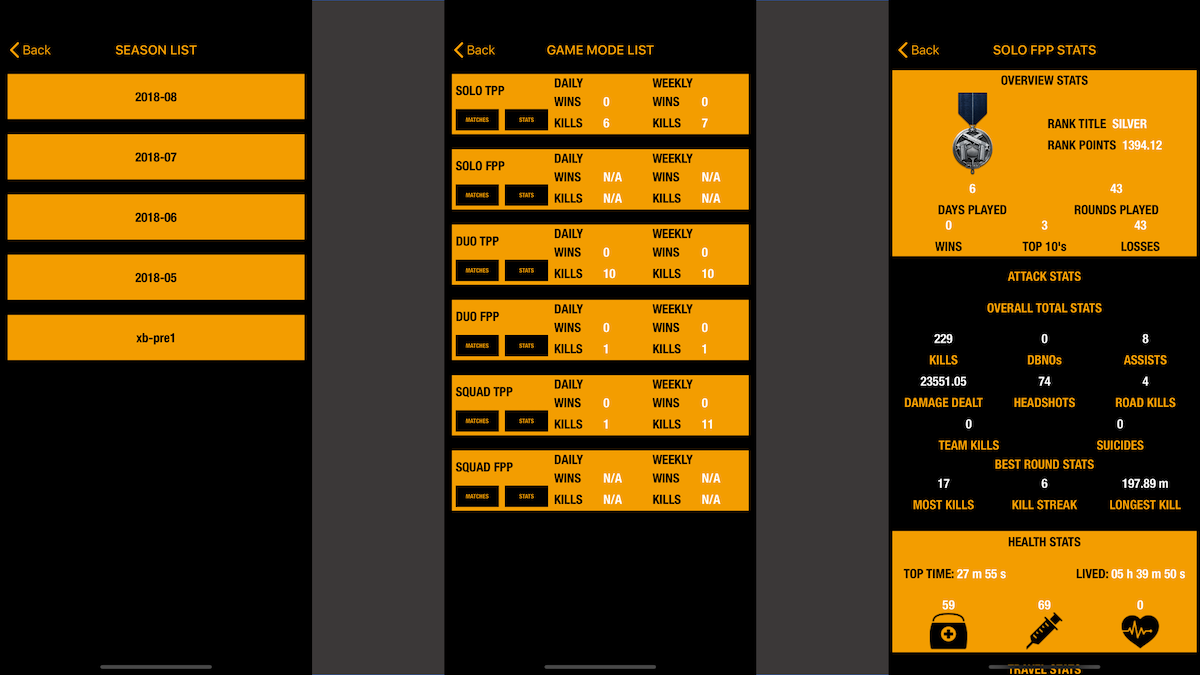 Back
SEASON LIST
2018-08
2018-07
2018-06
2018-05
xb-pre1
Back
GAME MODE LIST
SOLO TPP
MATCHES STATS
DAILY WEEKLY
WINS 0 WINS 0
KILLS 6 KILLS 7
SOLO FPP
MATCHES STATS
DAILY WEEKLY
WINS N/A WINS N/A
KILLS N/A KILLS N/A
DUO TPP
MATCHES STATS
DAILY WEEKLY
WINS 0 WINS 0
KILLS 10 KILLS 10
DUO FPP
MATCHES STATS
DAILY WEEKLY
WINS 0 WINS 0
KILLS 1 KILLS 1
SQUAD TPP
MATCHES STATS
DAILY WEEKLY
WINS 0 WINS 0
KILLS 1 KILLS 11
SQUAD FPP
MATCHES STATS
DAILY WEEKLY
WINS N/A WINS N/A
KILLS N/A KILLS N/A
Back
SOLO FPP STATS
OVERVIEW STATS
RANK TITLE SILVER
RANK POINTS 1394.12
6 43
DAYS PLAYED ROUNDS PLAYED
0 3 43
WINS TOP 10's LOSSES
ATTACK STATS
OVERALL TOTAL STATS
229 0 8
KILLS DBNOs ASSISTS
23551.05 74 4
DAMAGE DEALT HEADSHOTS ROAD KILLS
0 0
TEAM KILLS SUICIDES
BEST ROUND STATS
17 6 197.89 m
MOST KILLS KILL STREAK LONGEST KILL
HEALTH STATS
TOP TIME: 27 m 55 s LIVED: 05 h 39 m 50 s
59 69 0
TRAVEL STATS